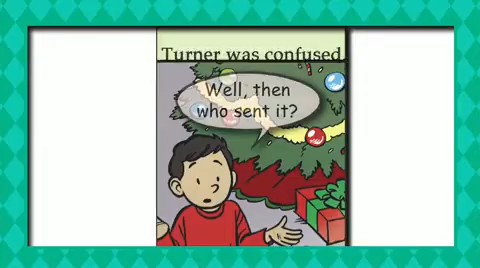 Turner was confused
Well, then
who sent it?